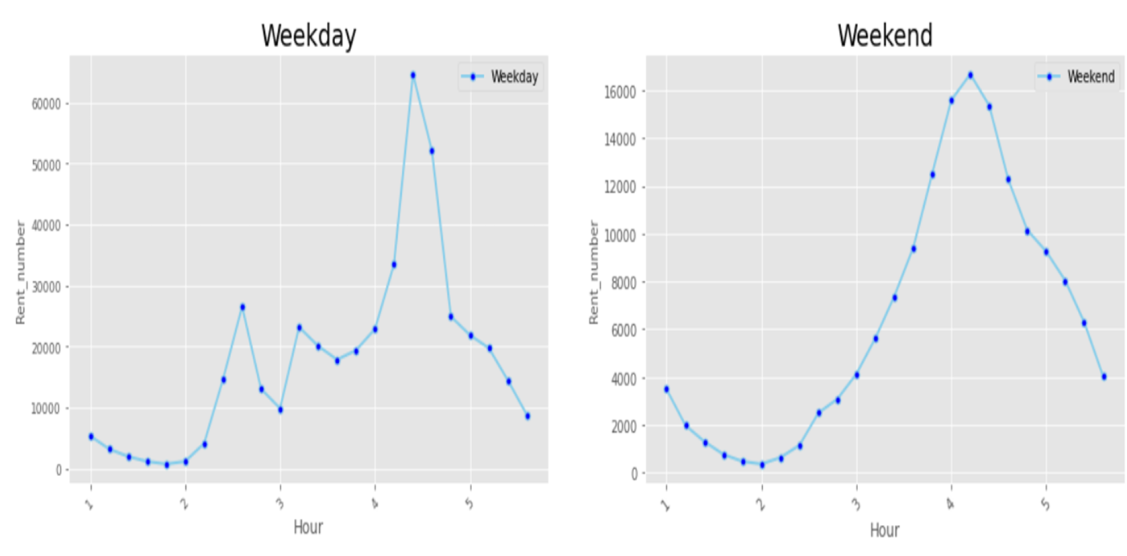 Weekday
Weekday
60000
50000
40000
30000
20000
10000
0
Rent_number
1 2 3 4 5
Hour
Weekend
Weekend
16000
14000
12000
10000
8000
6000
4000
2000
0
Rent_number
1 2 3 4 5
Hour